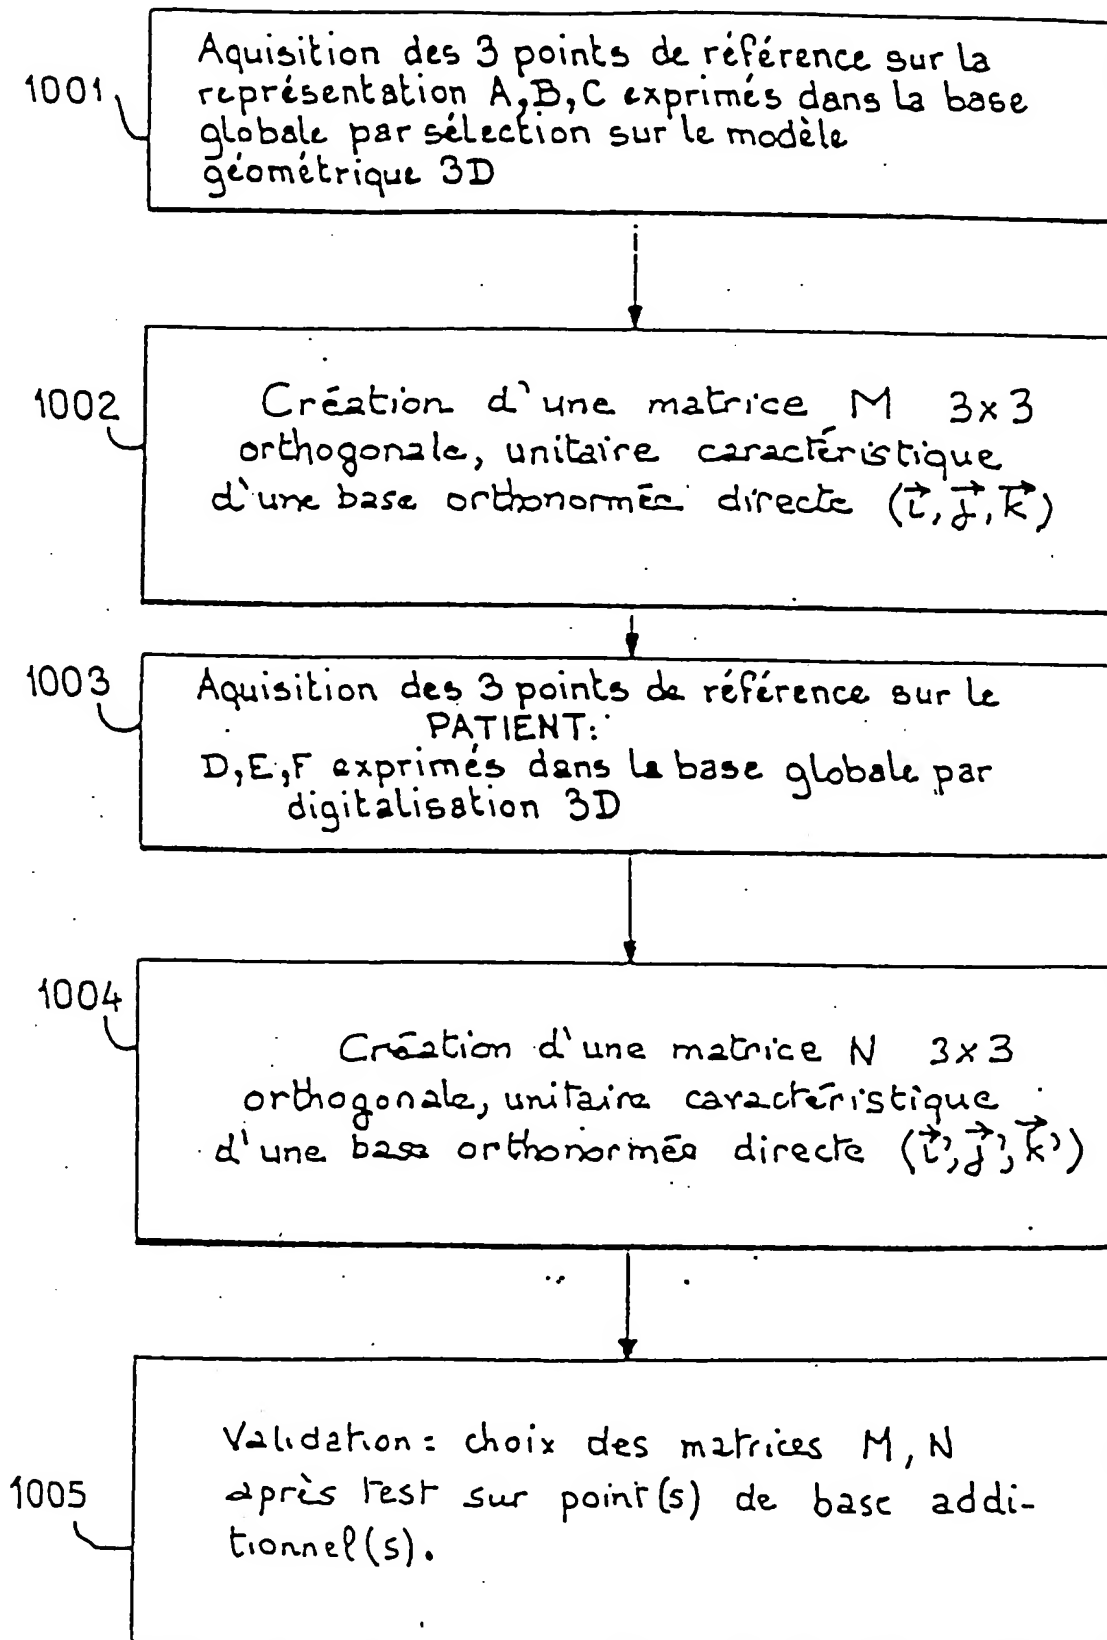 1001
Aquisition des 3 points de référence sur la
représentation A,B,C exprimés dans la base
globale par sélection sur le modèle
géométrique 3D
1002
Création d'une matrice M 3x3
orthogonale, unitaire caractéristique
d'une base orthonormée directe (i⃗, j⃗, k⃗)
1003
Aquisition des 3 points de référence sur le
PATIENT:
D,E,F exprimés dans la base globale par
digitalisation 3D
1004
Création d'une matrice N 3x3
orthogonale, unitaire caractéristique
d'une base orthonormée directe (i⃗', j⃗', k⃗')
1005
Validation: choix des matrices M, N
après test sur point(s) de base addi-
tionnel(s).